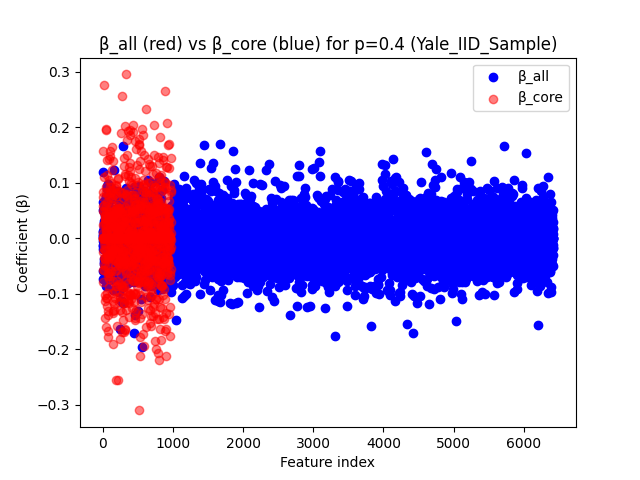 β_all (red) vs β_core (blue) for p=0.4 (Yale_IID_Sample)
β_all
β_core
Coefficient (β)
0.3
0.2
0.1
0.0
−0.1
−0.2
−0.3
0 1000 2000 3000 4000 5000 6000
Feature index